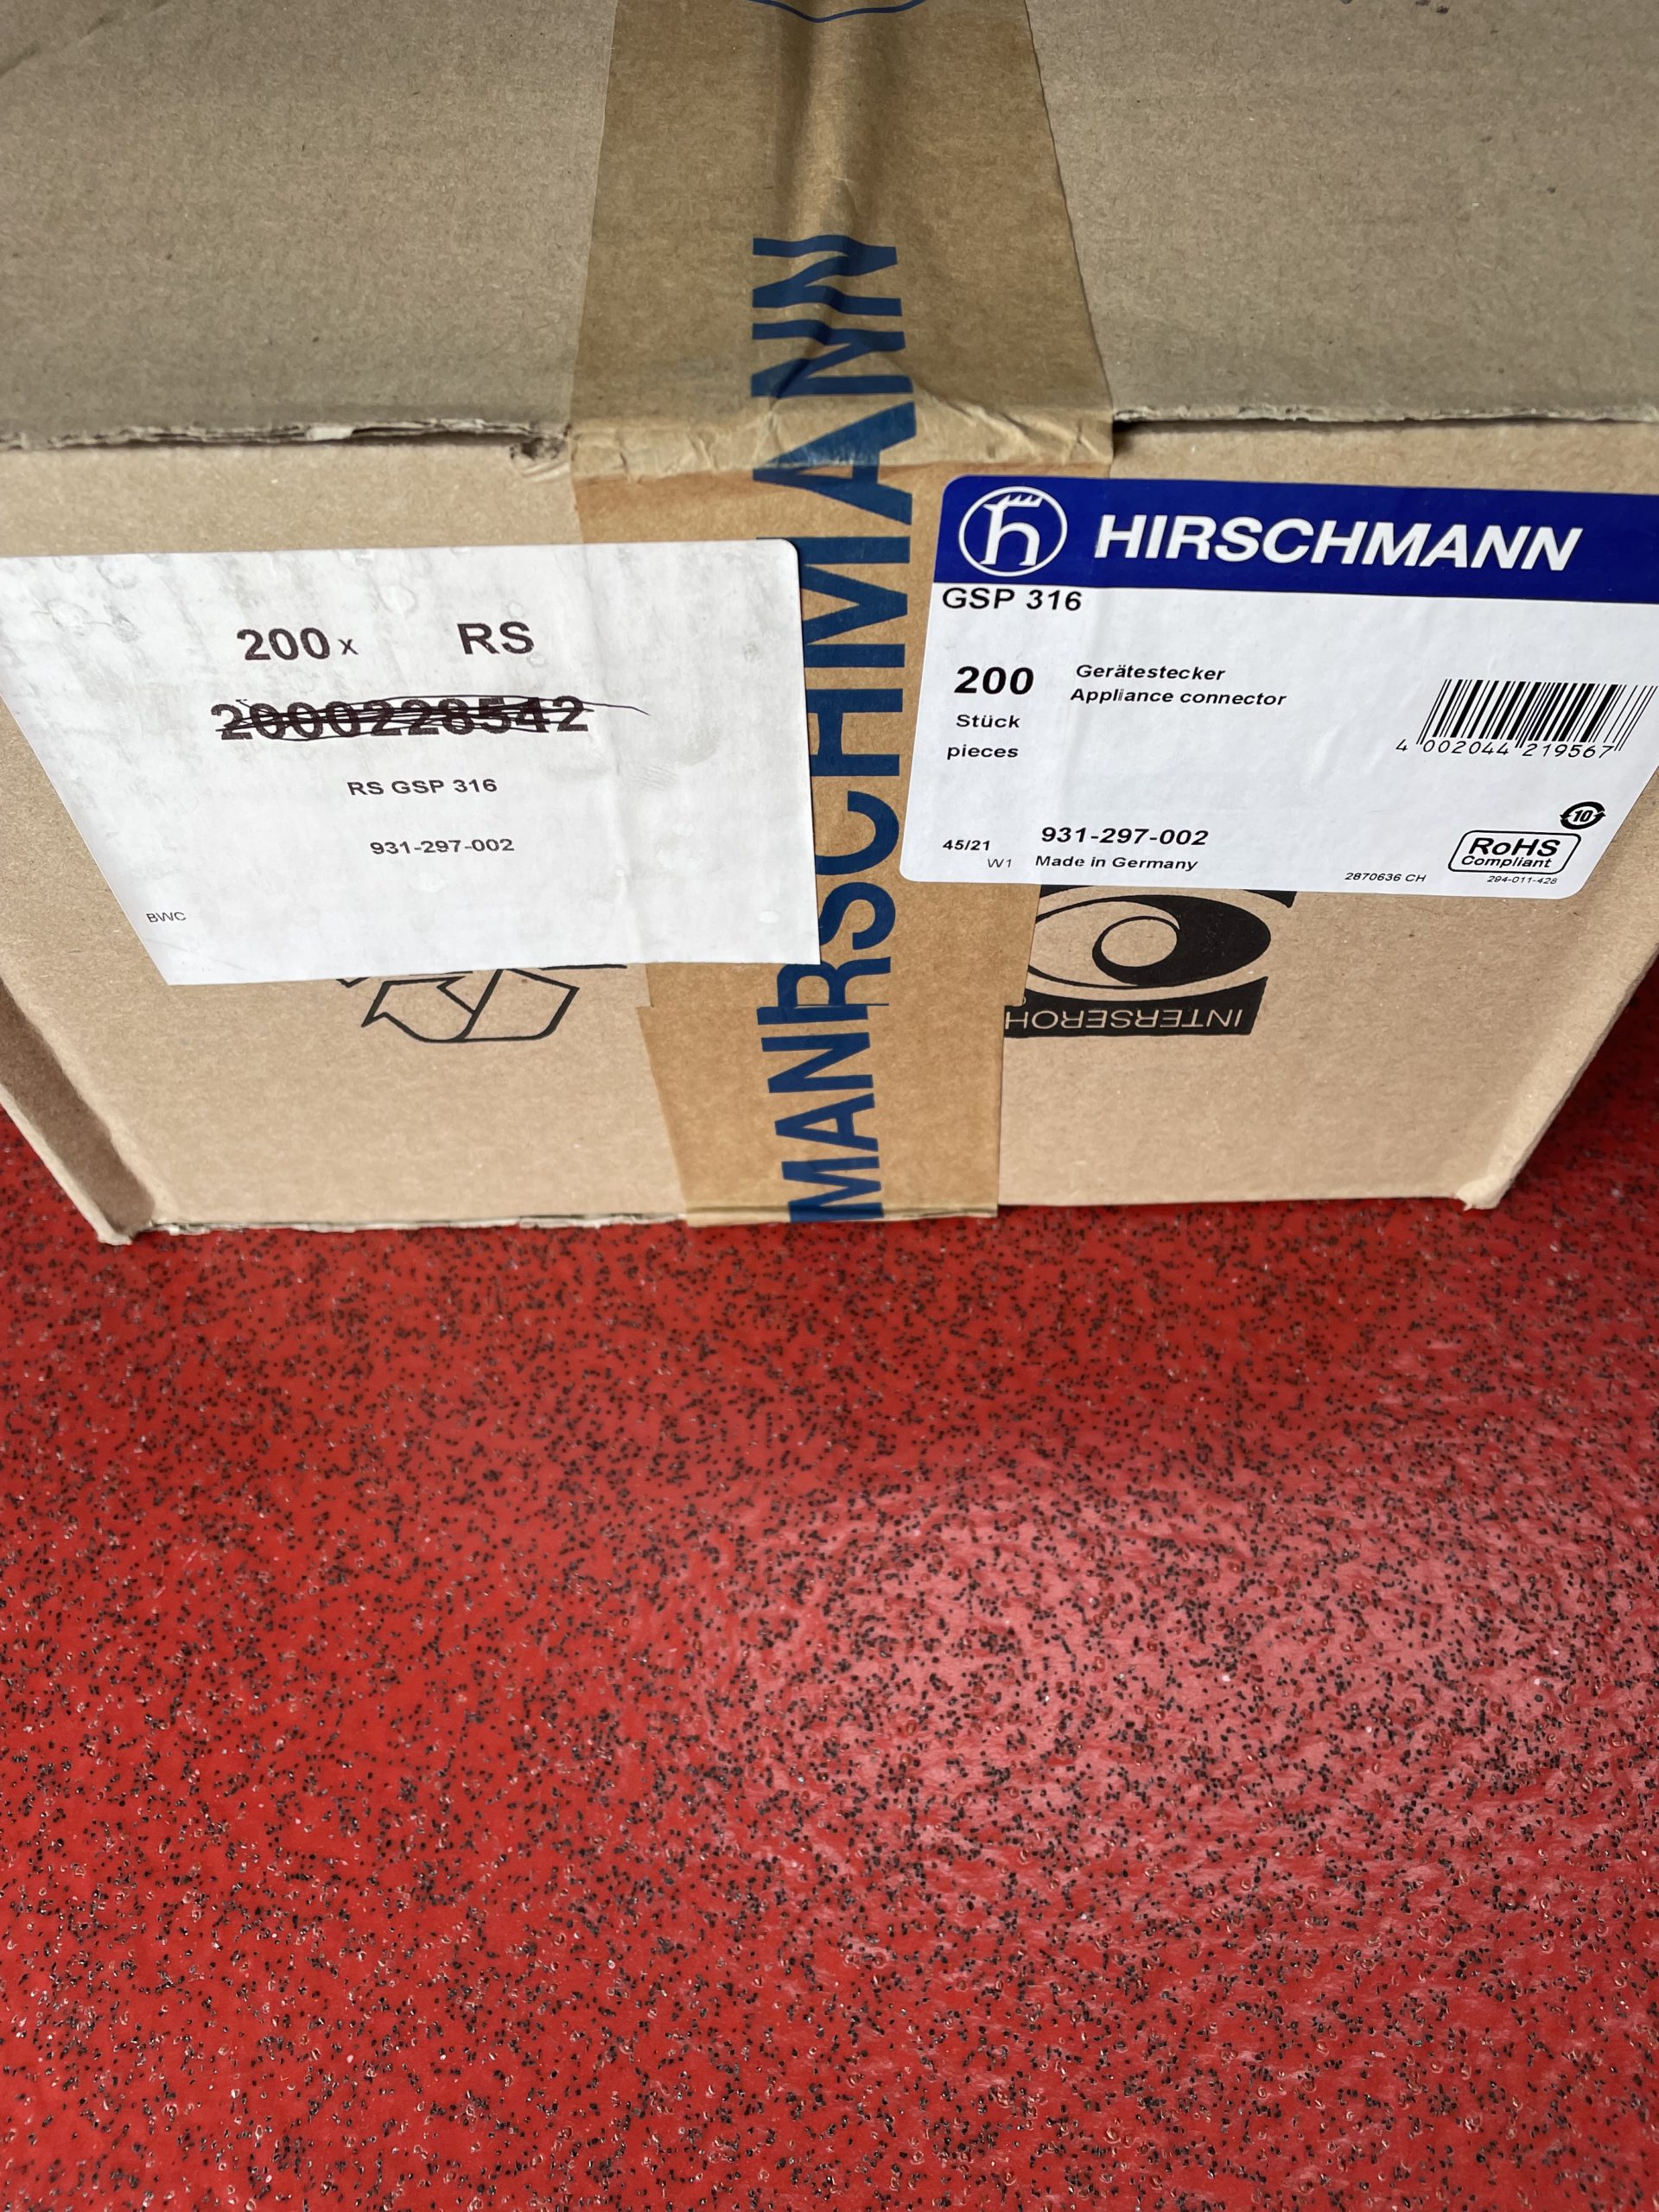 HIRSCHMANN
MAN
200 x RS
2000228542
RS GSP 316
931-297-002
BWC
HIRSCHMANN
GSP 316
200 Gerätestecker
Appliance connector
Stück
pieces
4 002044 219567
10
45/21 931-297-002
W1 Made in Germany
RoHS
Compliant
2870636 CH
294-011-428
INTERSEROH